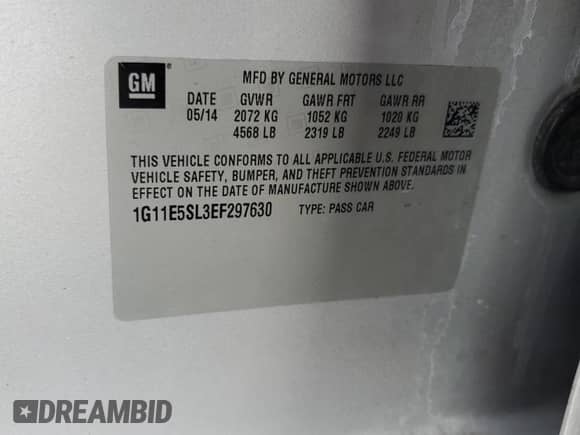 GM ®
MFD BY GENERAL MOTORS LLC
DATE GVWR GAWR FRT GAWR RR
05/14 2072 KG 1052 KG 1020 KG
4568 LB 2319 LB 2249 LB
THIS VEHICLE CONFORMS TO ALL APPLICABLE U.S. FEDERAL MOTOR
VEHICLE SAFETY, BUMPER, AND THEFT PREVENTION STANDARDS IN
EFFECT ON THE DATE OF MANUFACTURE SHOWN ABOVE.
1G11E5SL3EF297630 TYPE: PASS CAR
DREAMBID